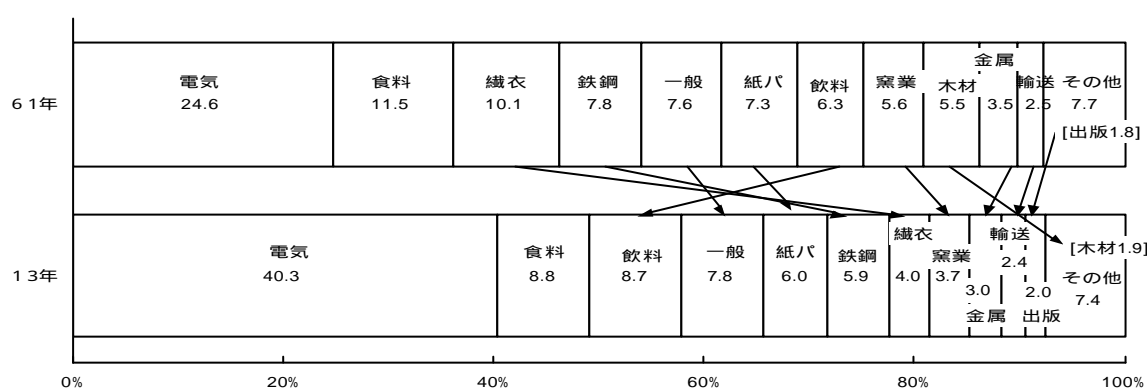 金属
電気 食料 繊衣 鉄鋼 一般 紙パ 飲料 窯業 木材 輸送 その他
61年 24.6 11.5 10.1 7.8 7.6 7.3 6.3 5.6 5.5 3.5 2.5 7.7
[出版1.8]
繊衣 輸送
電気 食料 飲料 一般 紙パ 鉄鋼 窯業 [木材1.9]
13年 40.3 8.8 8.7 7.8 6.0 5.9 4.0 3.7 2.4 その他
3.0 2.0 7.4
金属 出版
0% 20% 40% 60% 80% 100%